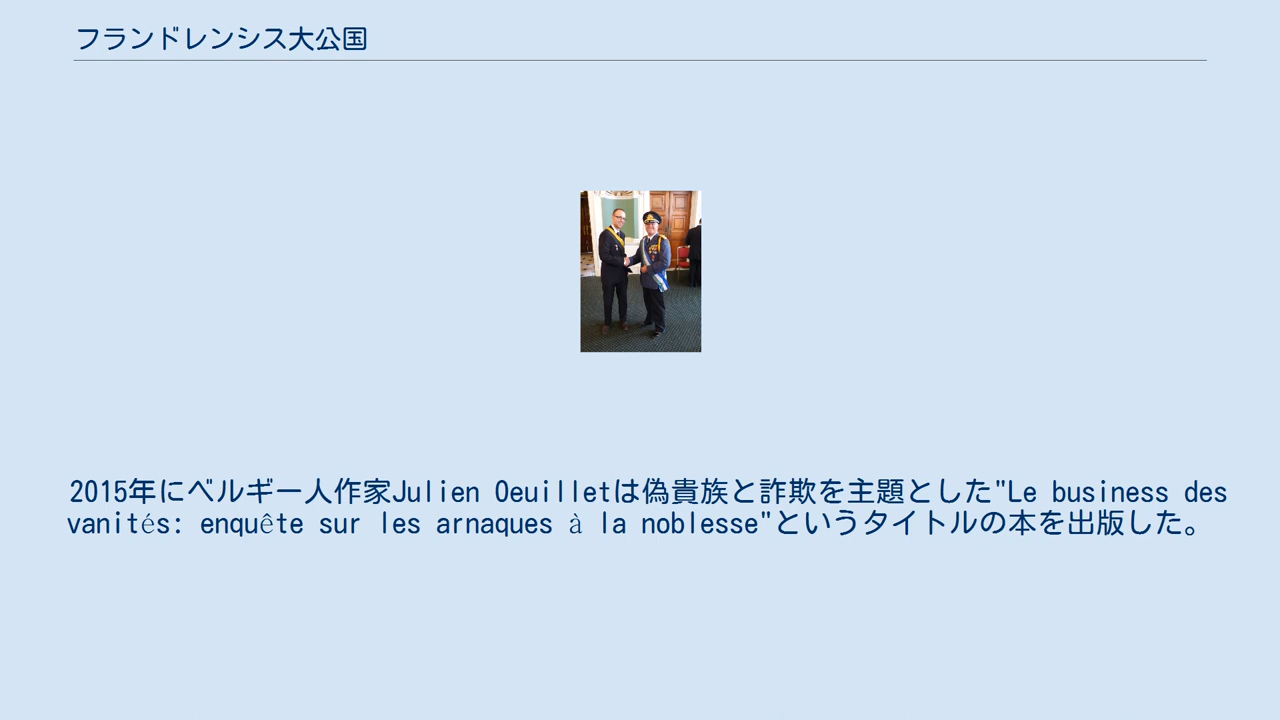 フランドレンシス大公国
2015年にベルギー人作家Julien Oeuilletは偽貴族と詐欺を主題とした"Le business des
vanités: enquête sur les arnaques à la noblesse"というタイトルの本を出版した。